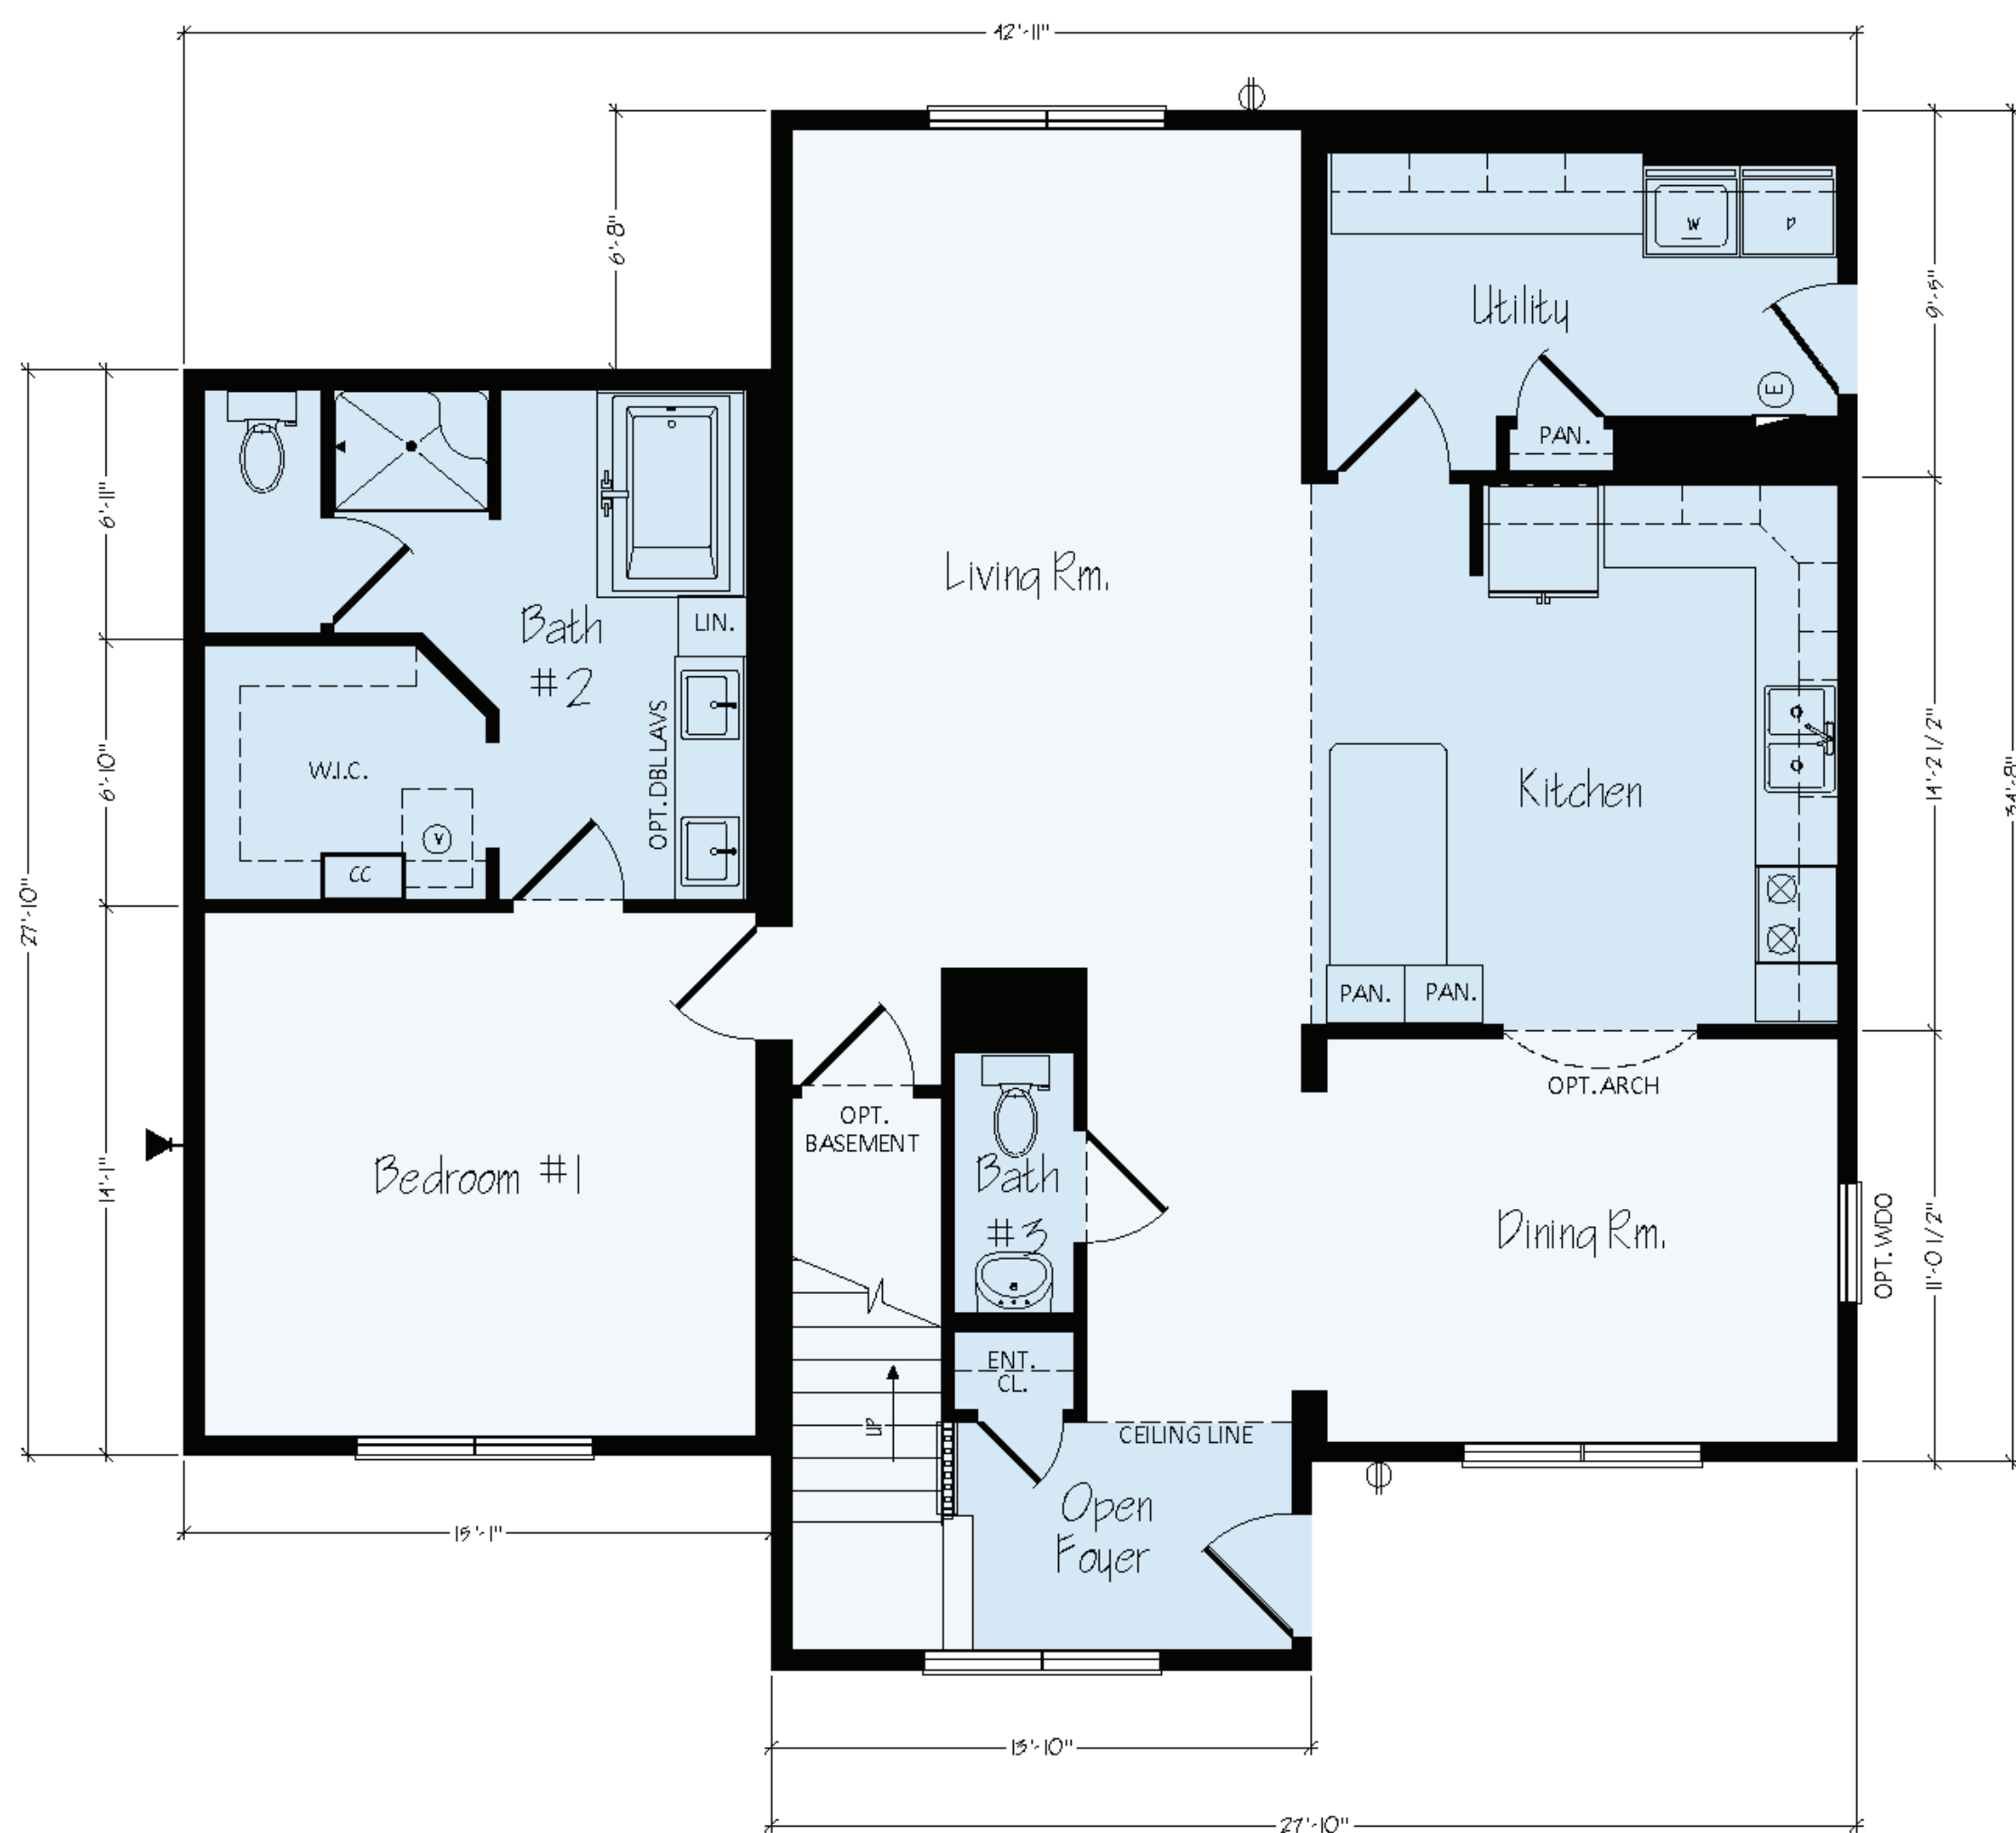 42'-11"
6'-8"
W
D
Utility
9'-5"
E
PAN.
6'-11"
Living Rm.
Bath
#2
LIN.
OPT. DBL LAVS
W.I.C.
V
CC
6'-10"
27'-10"
Kitchen
14'-2 1/2"
34'-8"
PAN.
PAN.
OPT. ARCH
OPT.
BASEMENT
Bedroom #1
14'-1"
Bath
#3
Dining Rm.
OPT. WDO
11'-0 1/2"
ENT.
CL.
UP
CEILING LINE
Open
Foyer
15'-1"
13'-10"
27'-10"